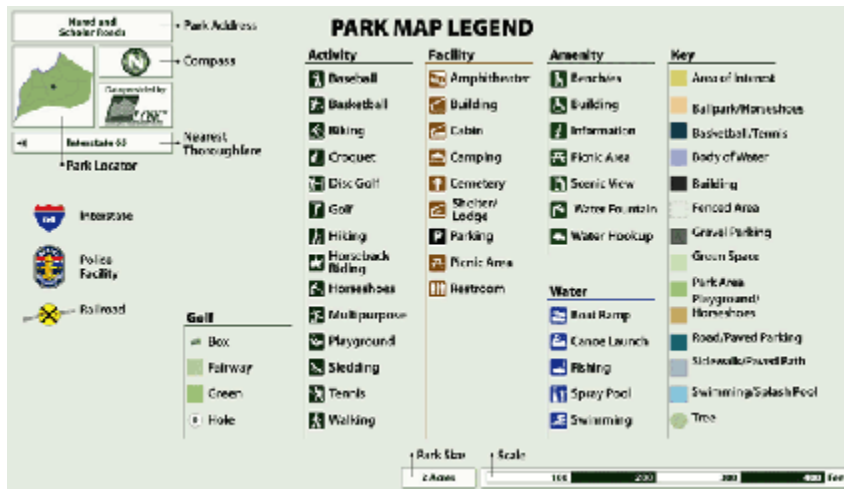 PARK MAP LEGEND
Park Address
Compass
Nearest
Thoroughfare
Park Locator
Scholar Roads
N
Interstate 65
Interstate
Police
Facility
Railroad
Golf
Box
Fairway
Green
Hole
Activity
Baseball
Basketball
Biking
Croquet
Disc Golf
Golf
Hiking
Horseback
Riding
Horseshoes
Multipurpose
Playground
Sledding
Tennis
Walking
Facility
Amphitheater
Building
Cabin
Camping
Cemetery
Shelter/
Lodge
P
Parking
Picnic Area
Restroom
Amenity
Benches
Building
Information
Picnic Area
Scenic View
Water Fountain
Water Hookup
Water
Boat Ramp
Canoe Launch
Fishing
Spray Pool
Swimming
Key
Area of Interest
Ballpark/Horseshoes
Basketball/Tennis
Body of Water
Building
Fenced Area
Gravel Parking
Green Space
Park Area
Playground/
Horseshoes
Road/Paved Parking
Sidewalk/Paved Path
Swimming/Splash Pool
Tree
Park Size
Scale
2 Acres
100 200 300 400 Feet